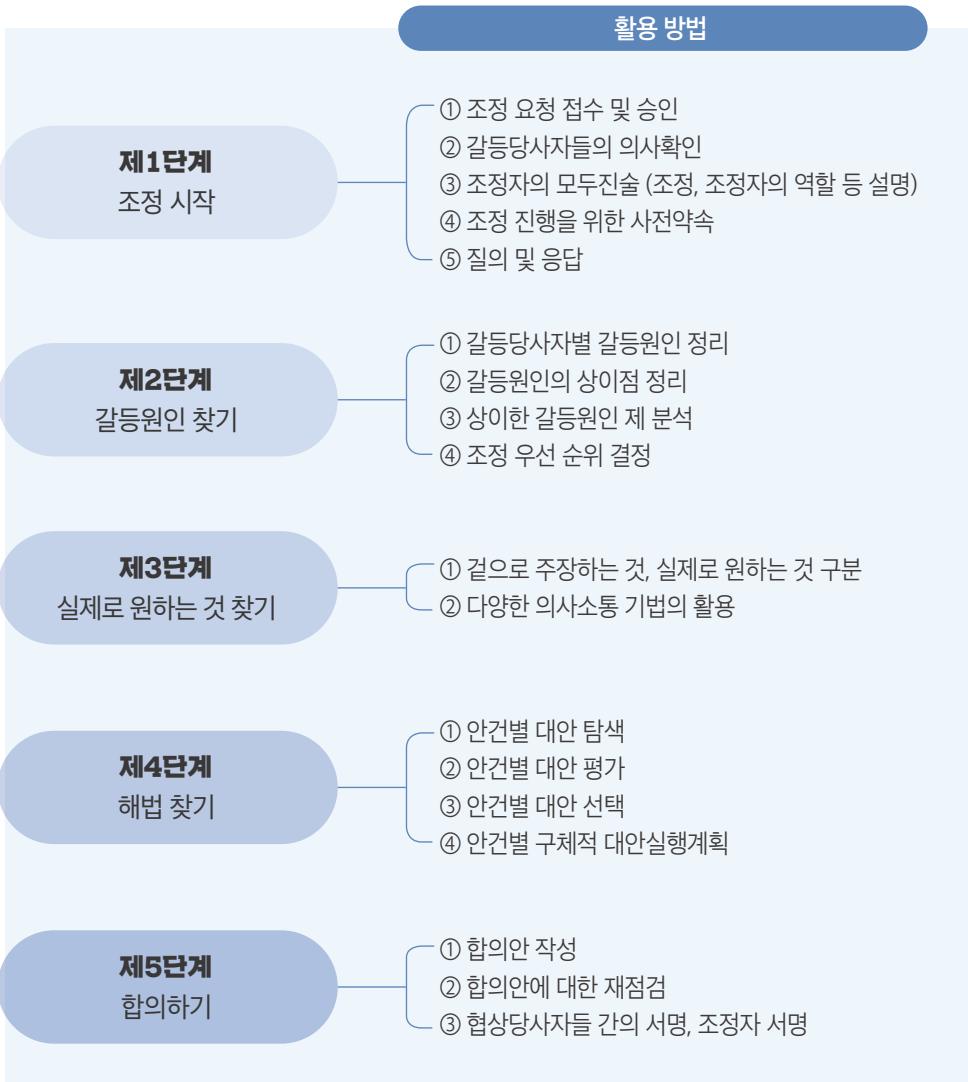 활용 방법
제1단계
조정 시작
① 조정 요청 접수 및 승인
② 갈등당사자들의 의사확인
③ 조정자의 모두진술 (조정, 조정자의 역할 등 설명)
④ 조정 진행을 위한 사전약속
⑤ 질의 및 응답
제2단계
갈등원인 찾기
① 갈등당사자별 갈등원인 정리
② 갈등원인의 상이점 정리
③ 상이한 갈등원인 제 분석
④ 조정 우선 순위 결정
제3단계
실제로 원하는 것 찾기
① 겉으로 주장하는 것, 실제로 원하는 것 구분
② 다양한 의사소통 기법의 활용
제4단계
해법 찾기
① 안건별 대안 탐색
② 안건별 대안 평가
③ 안건별 대안 선택
④ 안건별 구체적 대안실행계획
제5단계
합의하기
① 합의안 작성
② 합의안에 대한 재점검
③ 협상당사자들 간의 서명, 조정자 서명